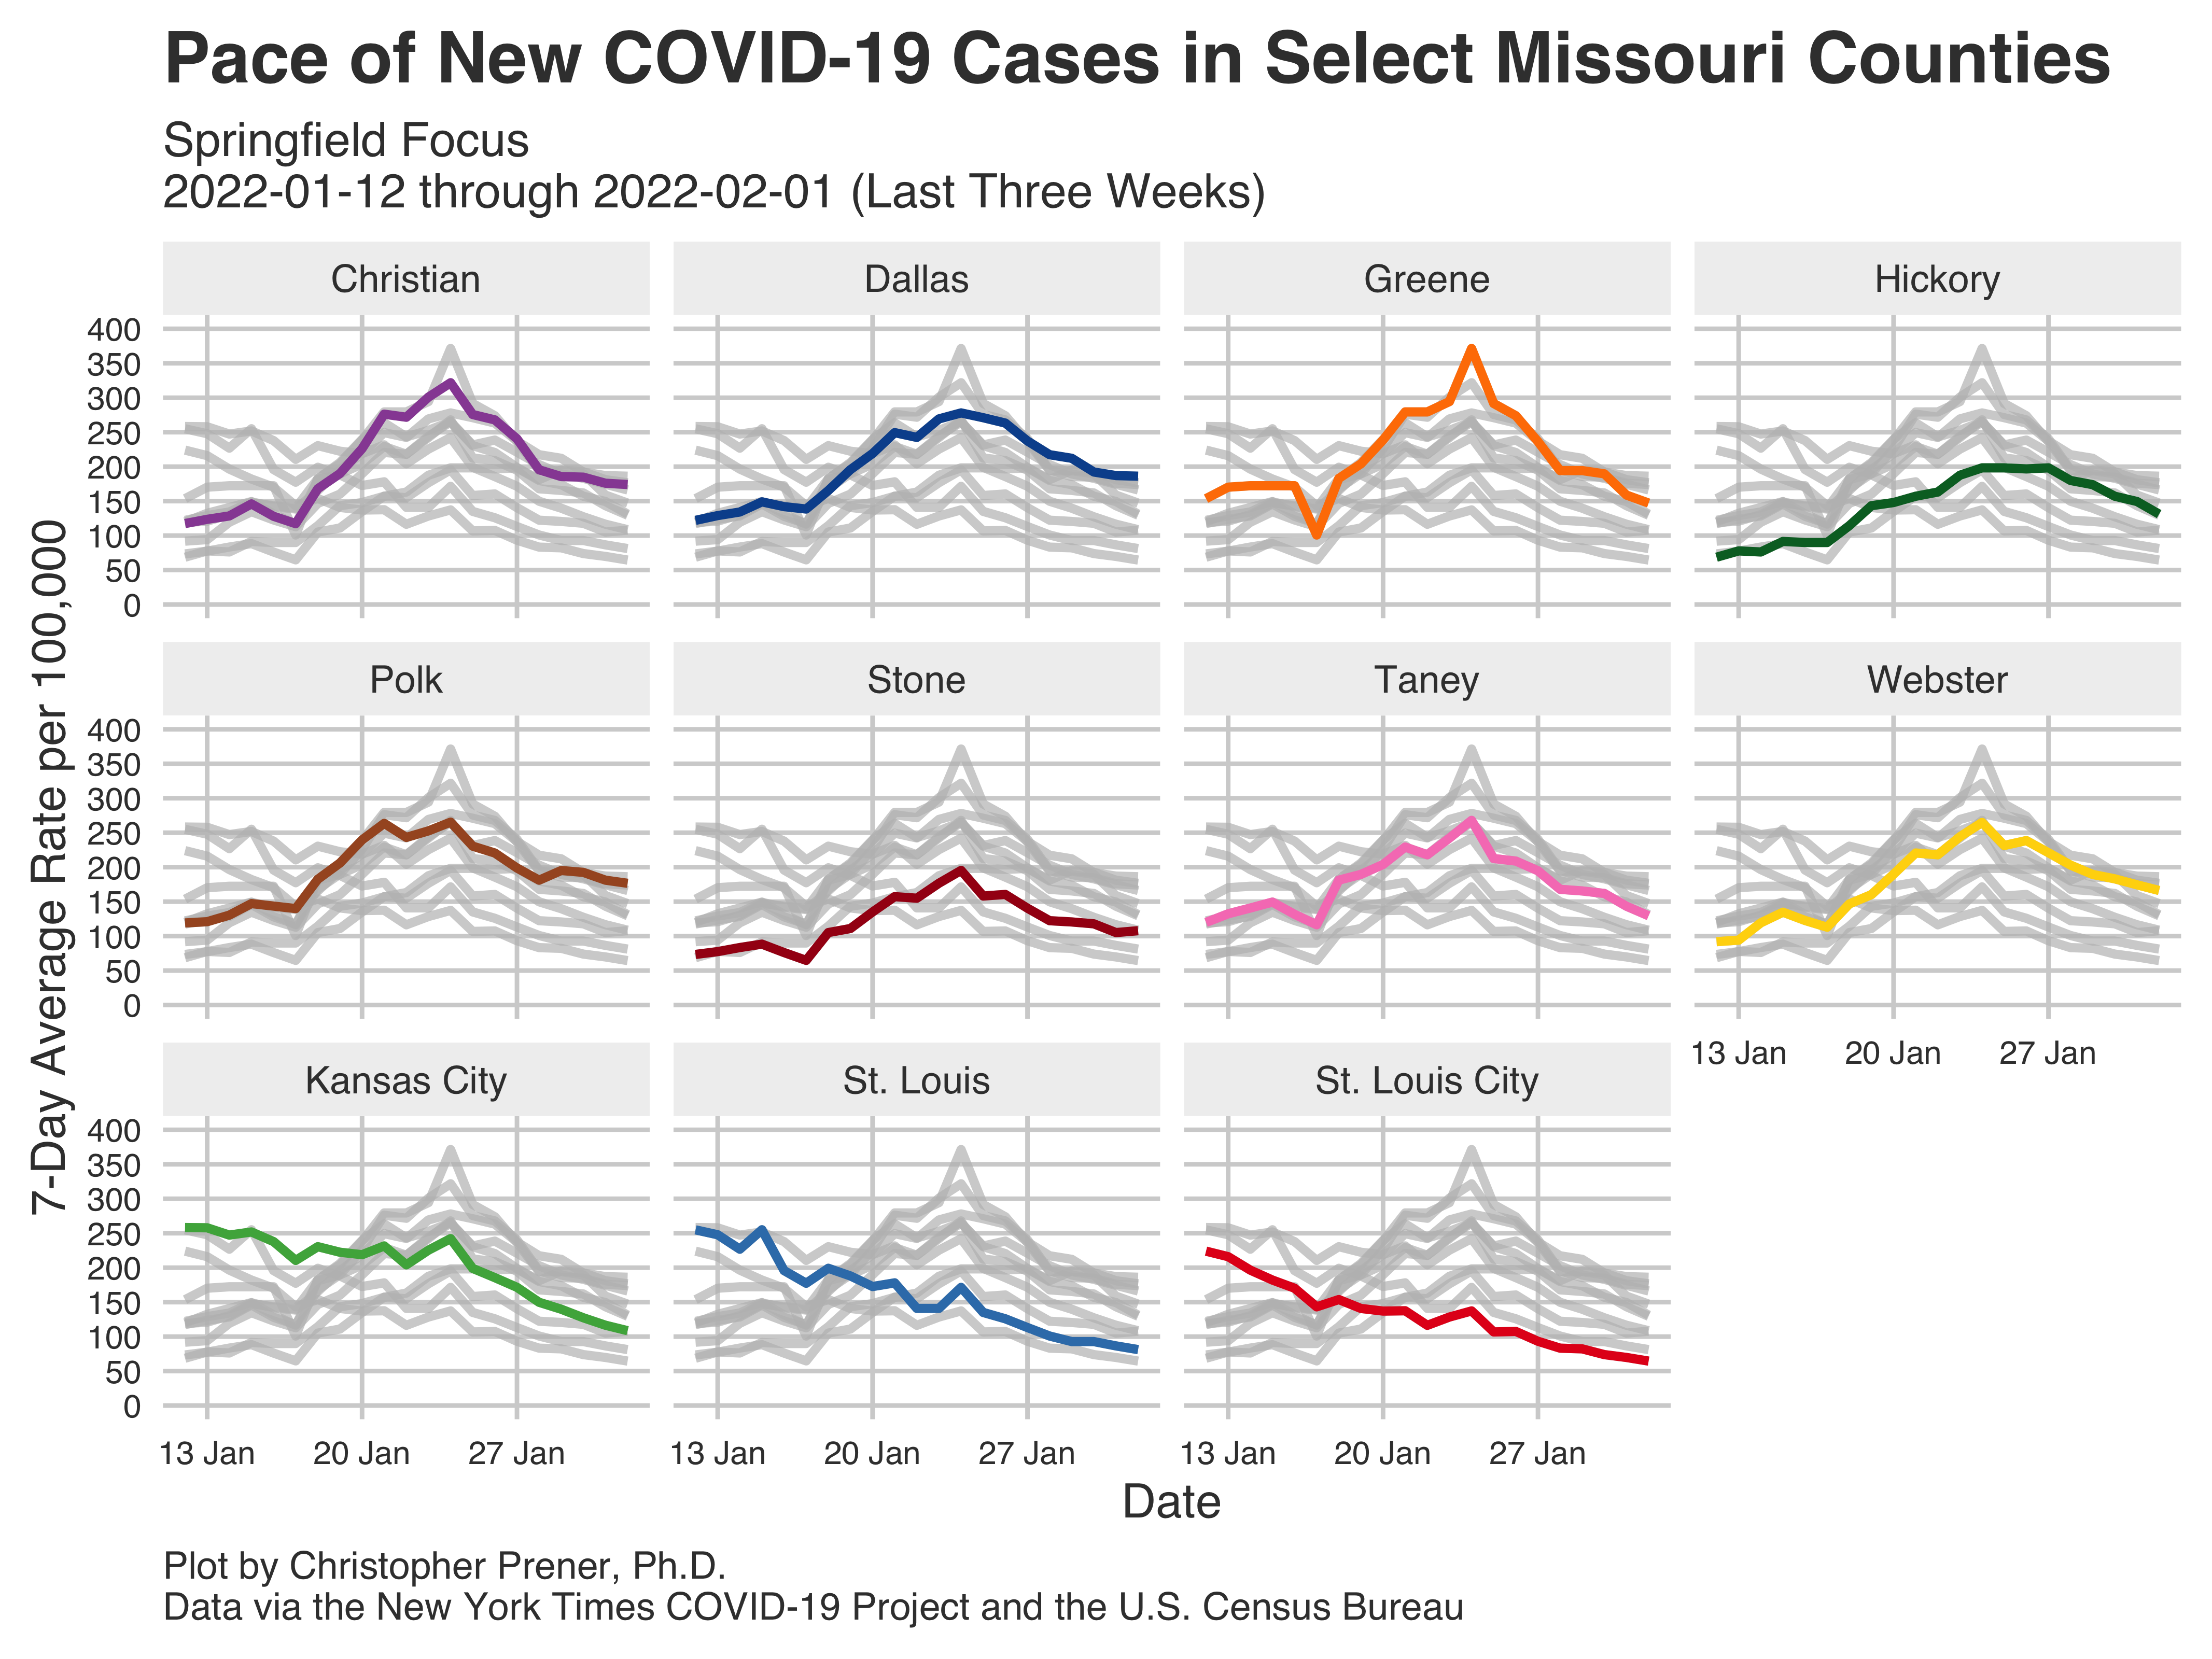 Pace of New COVID-19 Cases in Select Missouri Counties
Springfield Focus
2022-01-12 through 2022-02-01 (Last Three Weeks)
7-Day Average Rate per 100,000
Christian
Dallas
Greene
Hickory
400
350
300
250
200
150
100
50
0
Polk
Stone
Taney
Webster
400
350
300
250
200
150
100
50
0
13 Jan
20 Jan
27 Jan
Kansas City
St. Louis
St. Louis City
400
350
300
250
200
150
100
50
0
13 Jan
20 Jan
27 Jan
13 Jan
20 Jan
27 Jan
13 Jan
20 Jan
27 Jan
Date
Plot by Christopher Prener, Ph.D.
Data via the New York Times COVID-19 Project and the U.S. Census Bureau